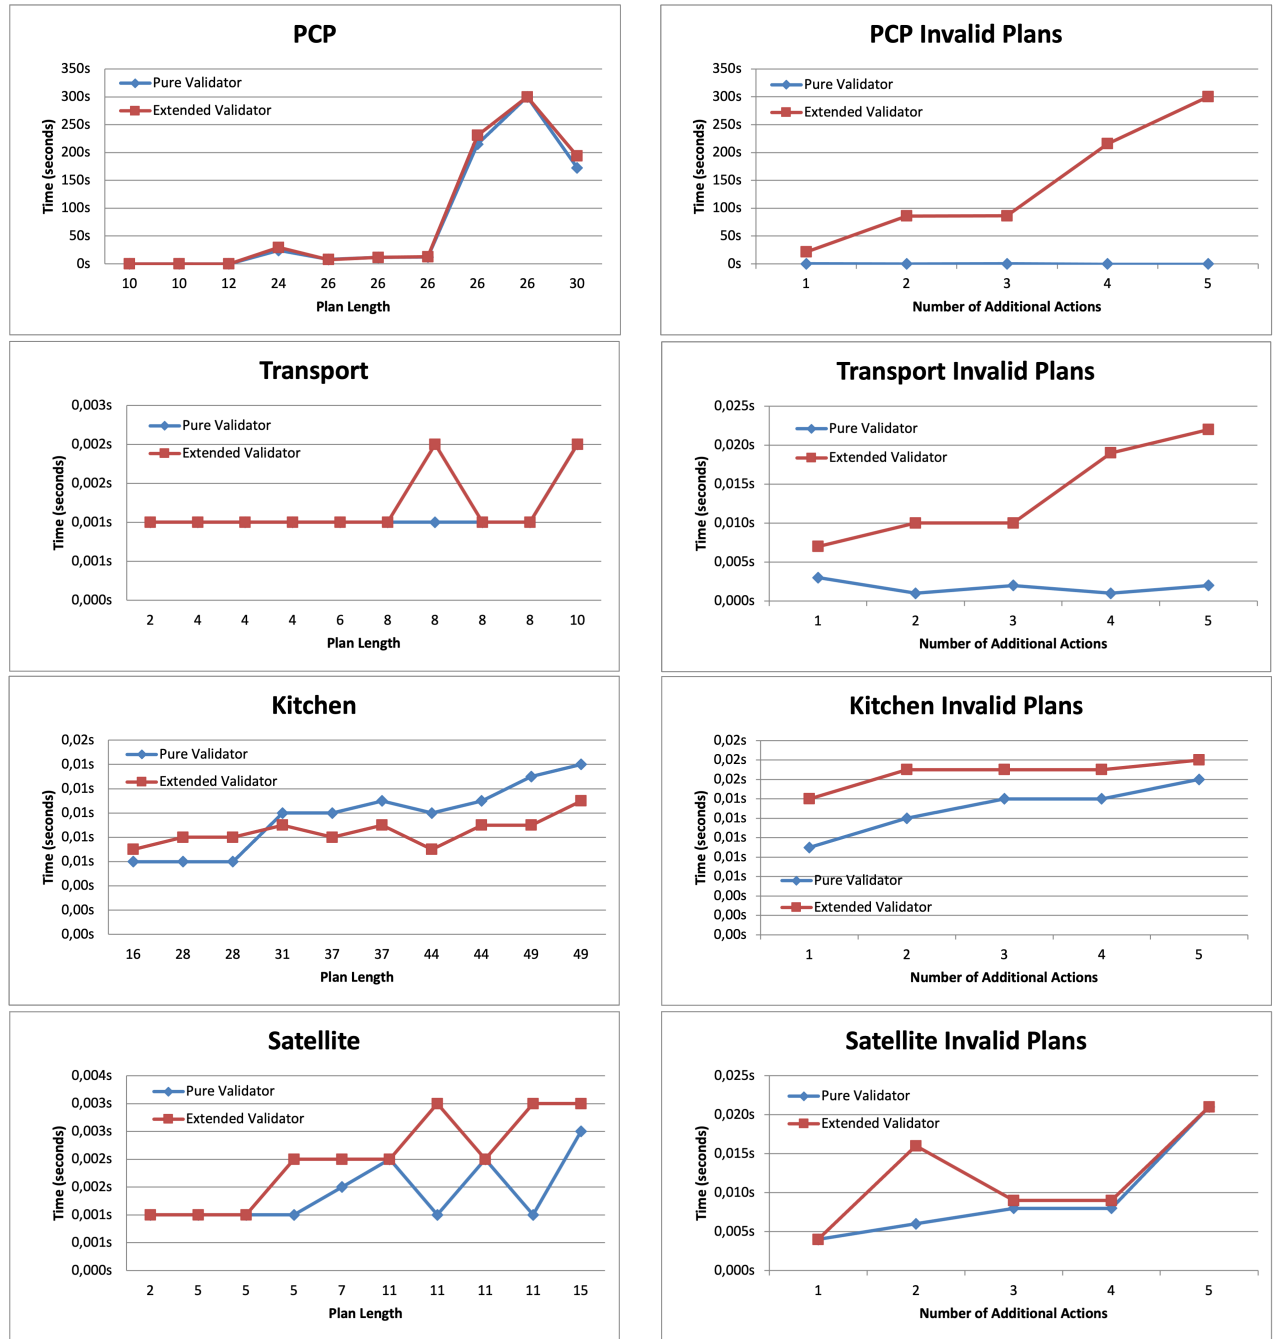 PCP
350s
300s
250s
200s
150s
100s
50s
0s
Time (seconds)
Pure Validator
Extended Validator
10 10 12 24 26 26 26 26 26 30
Plan Length
PCP Invalid Plans
350s
300s
250s
200s
150s
100s
50s
0s
Time (seconds)
Pure Validator
Extended Validator
1 2 3 4 5
Number of Additional Actions
Transport
0,003s
0,002s
0,002s
0,001s
0,001s
0,000s
Time (seconds)
Pure Validator
Extended Validator
2 4 4 4 6 8 8 8 8 10
Plan Length
Transport Invalid Plans
0,025s
0,020s
0,015s
0,010s
0,005s
0,000s
Time (seconds)
Pure Validator
Extended Validator
1 2 3 4 5
Number of Additional Actions
Kitchen
0,02s
0,01s
0,01s
0,01s
0,01s
0,01s
0,00s
0,00s
0,00s
Time (seconds)
Pure Validator
Extended Validator
16 28 28 31 37 37 44 44 49 49
Plan Length
Kitchen Invalid Plans
0,02s
0,02s
0,02s
0,01s
0,01s
0,01s
0,01s
0,01s
0,00s
0,00s
0,00s
Time (seconds)
Pure Validator
Extended Validator
1 2 3 4 5
Number of Additional Actions
Satellite
0,004s
0,003s
0,003s
0,002s
0,002s
0,001s
0,001s
0,000s
Time (seconds)
Pure Validator
Extended Validator
2 5 5 5 7 11 11 11 11 15
Plan Length
Satellite Invalid Plans
0,025s
0,020s
0,015s
0,010s
0,005s
0,000s
Time (seconds)
Pure Validator
Extended Validator
1 2 3 4 5
Number of Additional Actions